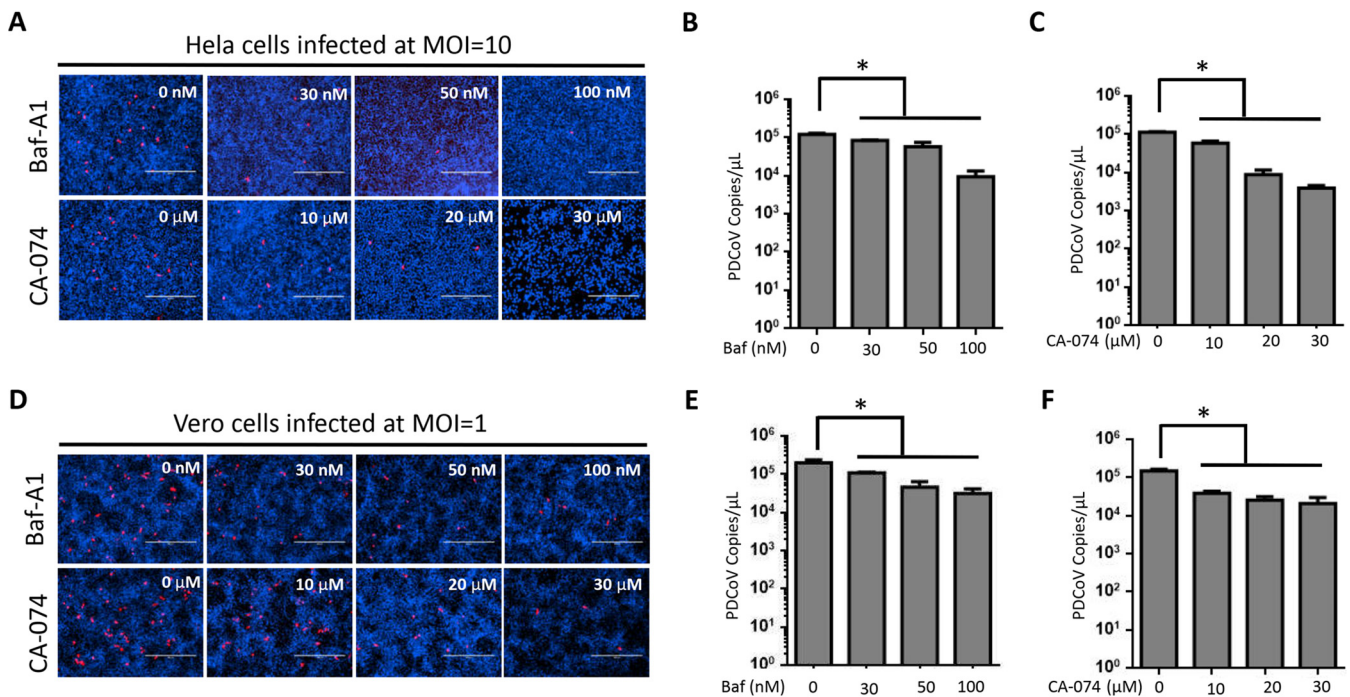 A
Hela cells infected at MOI=10
Baf-A1
0 nM
30 nM
50 nM
100 nM
CA-074
0 μM
10 μM
20 μM
30 μM
B
*
PDCoV Copies/μL
10⁶
10⁵
10⁴
10³
10²
10¹
10⁰
Baf (nM) 0 30 50 100
C
*
PDCoV Copies/μL
10⁶
10⁵
10⁴
10³
10²
10¹
10⁰
CA-074 (μM) 0 10 20 30
D
Vero cells infected at MOI=1
Baf-A1
0 nM
30 nM
50 nM
100 nM
CA-074
0 μM
10 μM
20 μM
30 μM
E
*
PDCoV Copies/μL
10⁶
10⁵
10⁴
10³
10²
10¹
10⁰
Baf (nM) 0 30 50 100
F
*
PDCoV Copies/μL
10⁶
10⁵
10⁴
10³
10²
10¹
10⁰
CA-074 (μM) 0 10 20 30